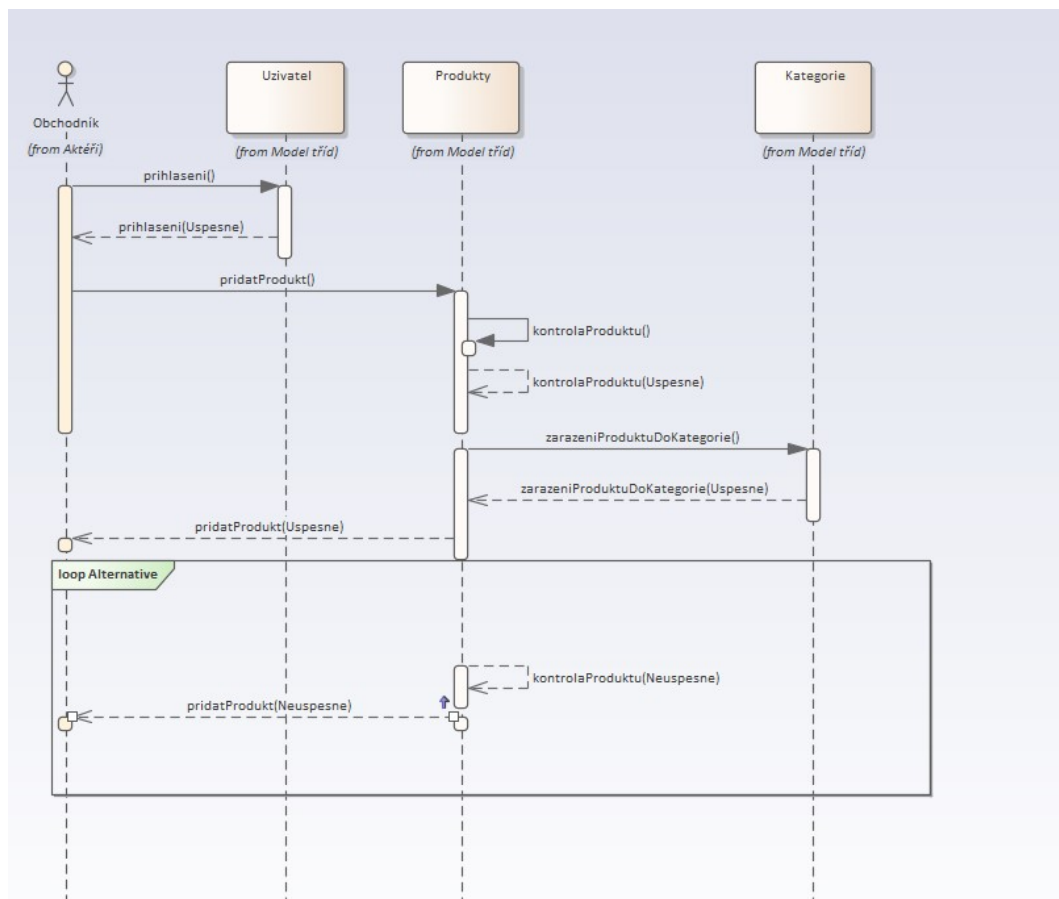 Uzivatel
Produkty
Kategorie
Obchodník
(from Aktéři)
(from Model tříd)
(from Model tříd)
(from Model tříd)
prihlaseni()
prihlaseni(Uspesne)
pridatProdukt()
kontrolaProduktu()
kontrolaProduktu(Uspesne)
zarazeniProduktuDoKategorie()
zarazeniProduktuDoKategorie(Uspesne)
pridatProdukt(Uspesne)
loop Alternative
kontrolaProduktu(Neuspesne)
pridatProdukt(Neuspesne)